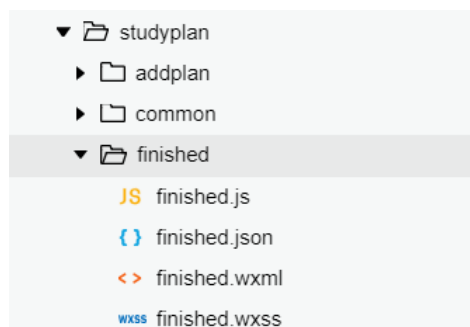 studyplan
addplan
common
finished
JS finished.js
{ } finished.json
< > finished.wxml
wxss finished.wxss